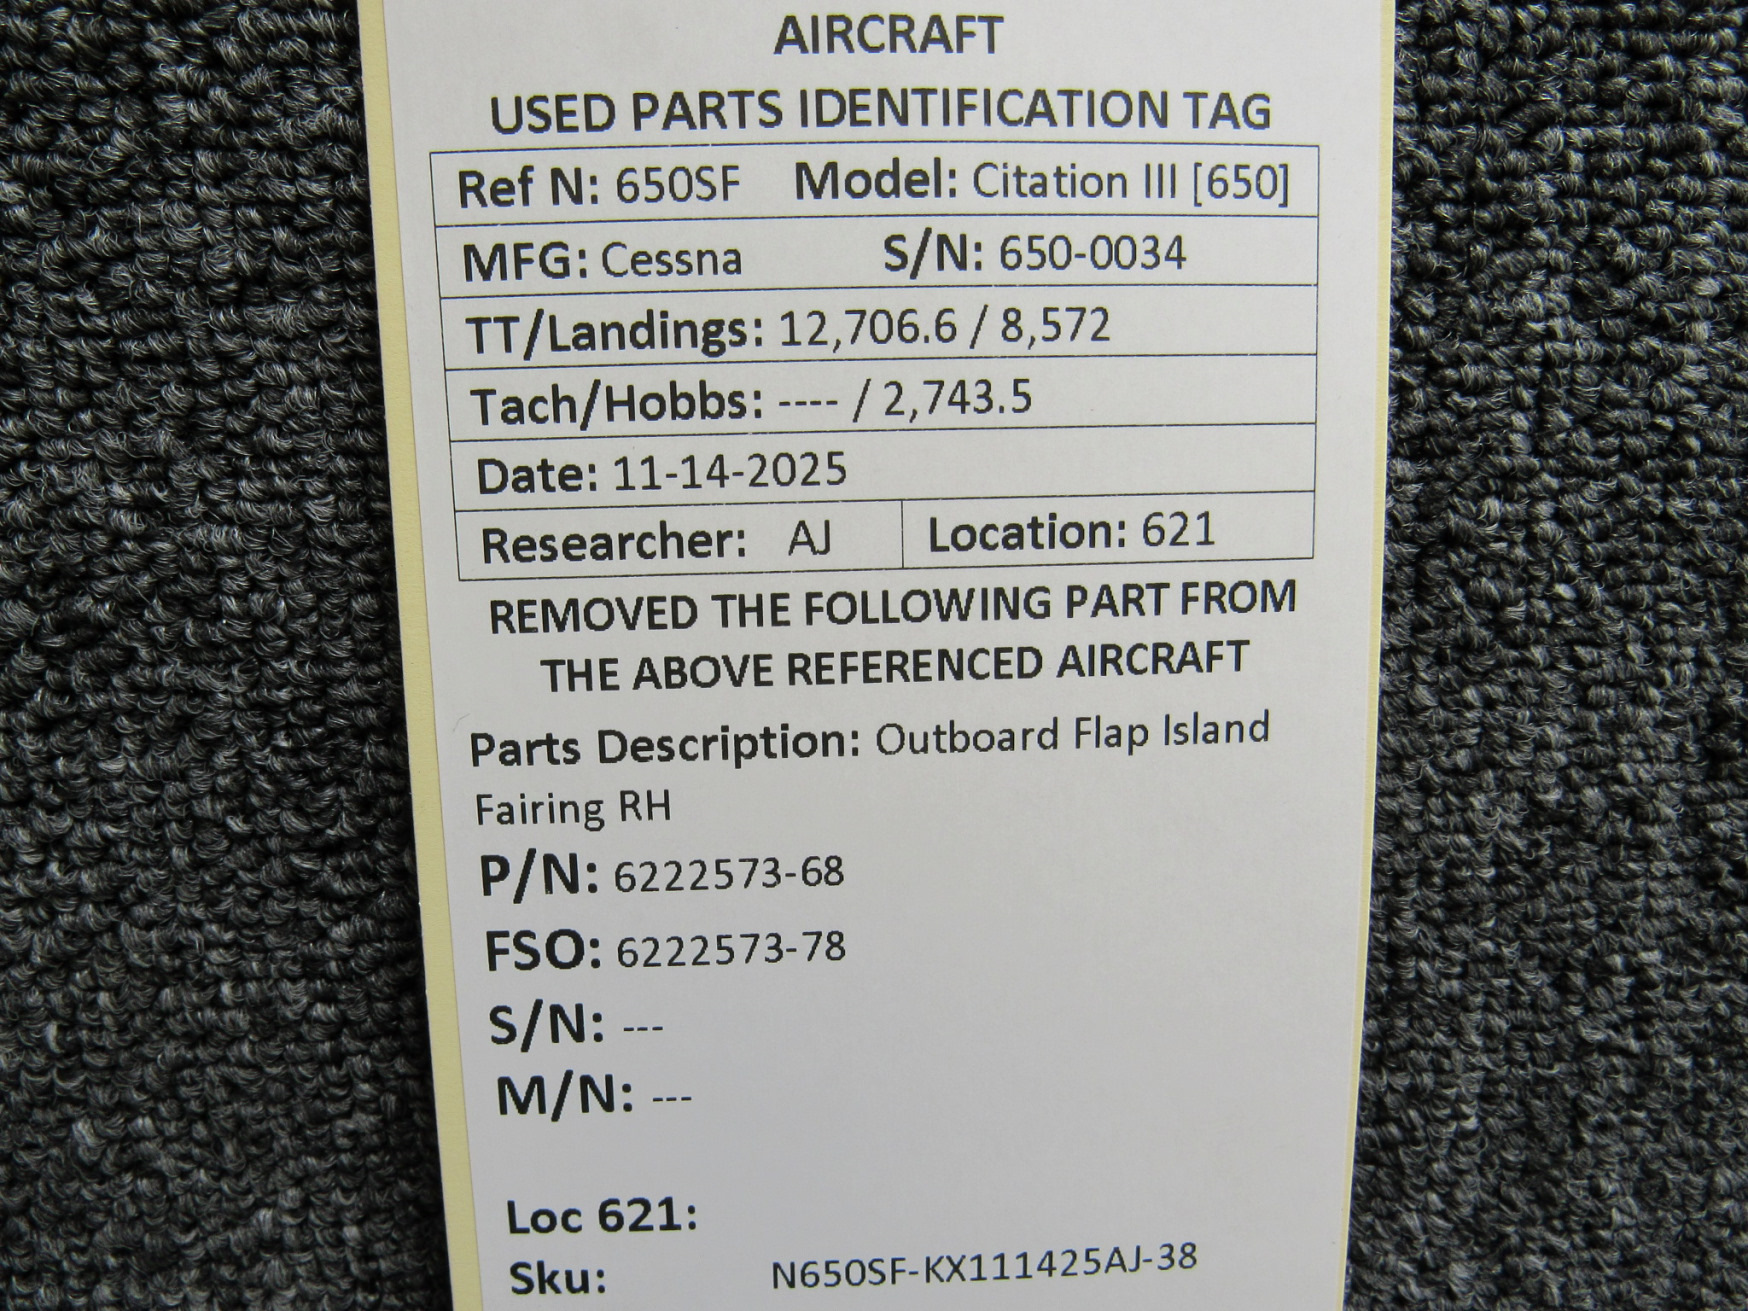 AIRCRAFT
USED PARTS IDENTIFICATION TAG
Ref N: 650SF Model: Citation III [650]
MFG: Cessna S/N: 650-0034
TT/Landings: 12,706.6 / 8,572
Tach/Hobbs: ---- / 2,743.5
Date: 11-14-2025
Researcher: AJ Location: 621
REMOVED THE FOLLOWING PART FROM
THE ABOVE REFERENCED AIRCRAFT
Parts Description: Outboard Flap Island
Fairing RH
P/N: 6222573-68
FSO: 6222573-78
S/N: ---
M/N: ---
Loc 621:
Sku: N650SF-KX111425AJ-38